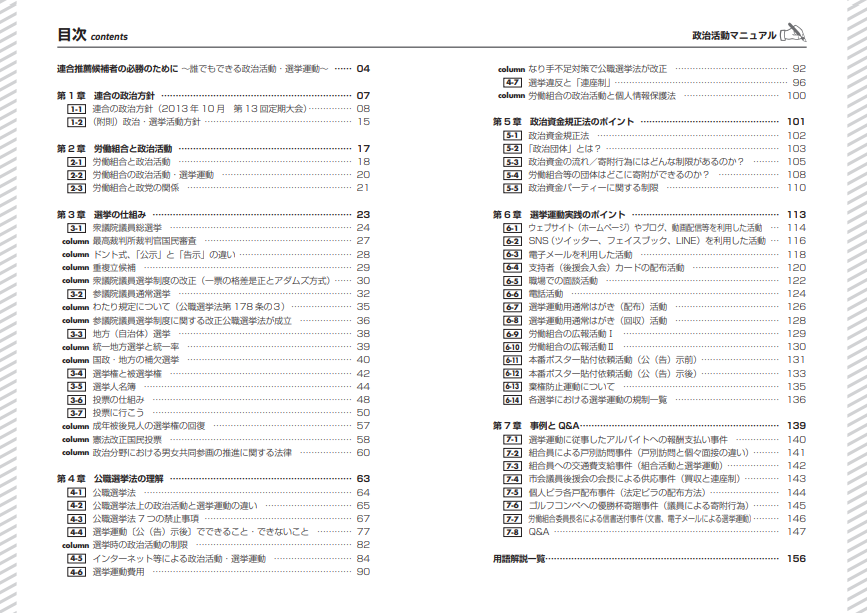 目次 contents
政治活動マニュアル
連合推薦候補者の必勝のために ～誰でもできる政治活動・選挙運動～ …… 04
第1章 連合の政治方針 …… 07
1-1 連合の政治方針（2013年10月 第13回定期大会）…… 08
1-2 （附則）政治・選挙活動方針 …… 15
第2章 労働組合と政治活動 …… 17
2-1 労働組合と政治活動 …… 18
2-2 労働組合の政治活動・選挙運動 …… 20
2-3 労働組合と政党の関係 …… 21
第3章 選挙の仕組み …… 23
3-1 衆議院議員総選挙 …… 24
column 最高裁判所裁判官国民審査 …… 27
column ドント式、「公示」と「告示」の違い …… 28
column 重複立候補 …… 29
column 衆議院議員選挙制度の改正（一票の格差是正とアダムズ方式）…… 30
3-2 参議院議員通常選挙 …… 32
column わたり規定について（公職選挙法第178条の3）…… 35
column 参議院議員選挙制度に関する改正公職選挙法が成立 …… 36
3-3 地方（自治体）選挙 …… 38
column 統一地方選挙と統一率 …… 39
column 国政・地方の補欠選挙 …… 40
3-4 選挙権と被選挙権 …… 42
3-5 選挙人名簿 …… 44
3-6 投票の仕組み …… 48
3-7 投票に行こう …… 50
column 成年被後見人の選挙権の回復 …… 57
column 憲法改正国民投票 …… 58
column 政治分野における男女共同参画の推進に関する法律 …… 60
第4章 公職選挙法の理解 …… 63
4-1 公職選挙法 …… 64
4-2 公職選挙法上の政治活動と選挙運動の違い …… 65
4-3 公職選挙法7つの禁止事項 …… 67
4-4 選挙運動〔公（告）示後〕でできること・できないこと …… 77
column 選挙時の政治活動の制限 …… 82
4-5 インターネット等による政治活動・選挙運動 …… 84
4-6 選挙運動費用 …… 90
column なり手不足対策で公職選挙法が改正 …… 92
4-7 選挙違反と「連座制」 …… 96
column 労働組合の政治活動と個人情報保護法 …… 100
第5章 政治資金規正法のポイント …… 101
5-1 政治資金規正法 …… 102
5-2 「政治団体」とは？ …… 103
5-3 政治資金の流れ／寄附行為にはどんな制限があるのか？ …… 105
5-4 労働組合等の団体はどこに寄附ができるのか？ …… 108
5-5 政治資金パーティーに関する制限 …… 110
第6章 選挙運動実践のポイント …… 113
6-1 ウェブサイト（ホームページ）やブログ、動画配信等を利用した活動 … 114
6-2 SNS（ツイッター、フェイスブック、LINE）を利用した活動 … 116
6-3 電子メールを利用した活動 …… 118
6-4 支持者（後援会入会）カードの配布活動 …… 120
6-5 職場での面談活動 …… 122
6-6 電話活動 …… 124
6-7 選挙運動用通常はがき（配布）活動 …… 126
6-8 選挙運動用通常はがき（回収）活動 …… 128
6-9 労働組合の広報活動Ⅰ …… 129
6-10 労働組合の広報活動Ⅱ …… 130
6-11 本番ポスター貼付依頼活動（公（告）示前）…… 131
6-12 本番ポスター貼付依頼活動（公（告）示後）…… 133
6-13 棄権防止運動について …… 135
6-14 各選挙における選挙運動の規制一覧 …… 136
第7章 事例とQ&A …… 139
7-1 選挙運動に従事したアルバイトへの報酬支払い事件 …… 140
7-2 組合員による戸別訪問事件（戸別訪問と個々面接の違い）…… 141
7-3 組合員への交通費支給事件（組合活動と選挙運動）…… 142
7-4 市会議員後援会の会長による供応事件（買収と連座制）…… 143
7-5 個人ビラ各戸配布事件（法定ビラの配布方法）…… 144
7-6 ゴルフコンペへの優勝杯寄贈事件（議員による寄附行為）…… 145
7-7 労働組合委員長名による信書送付事件（文書、電子メールによる選挙運動）…… 146
7-8 Q&A …… 147
用語解説一覧 …… 156